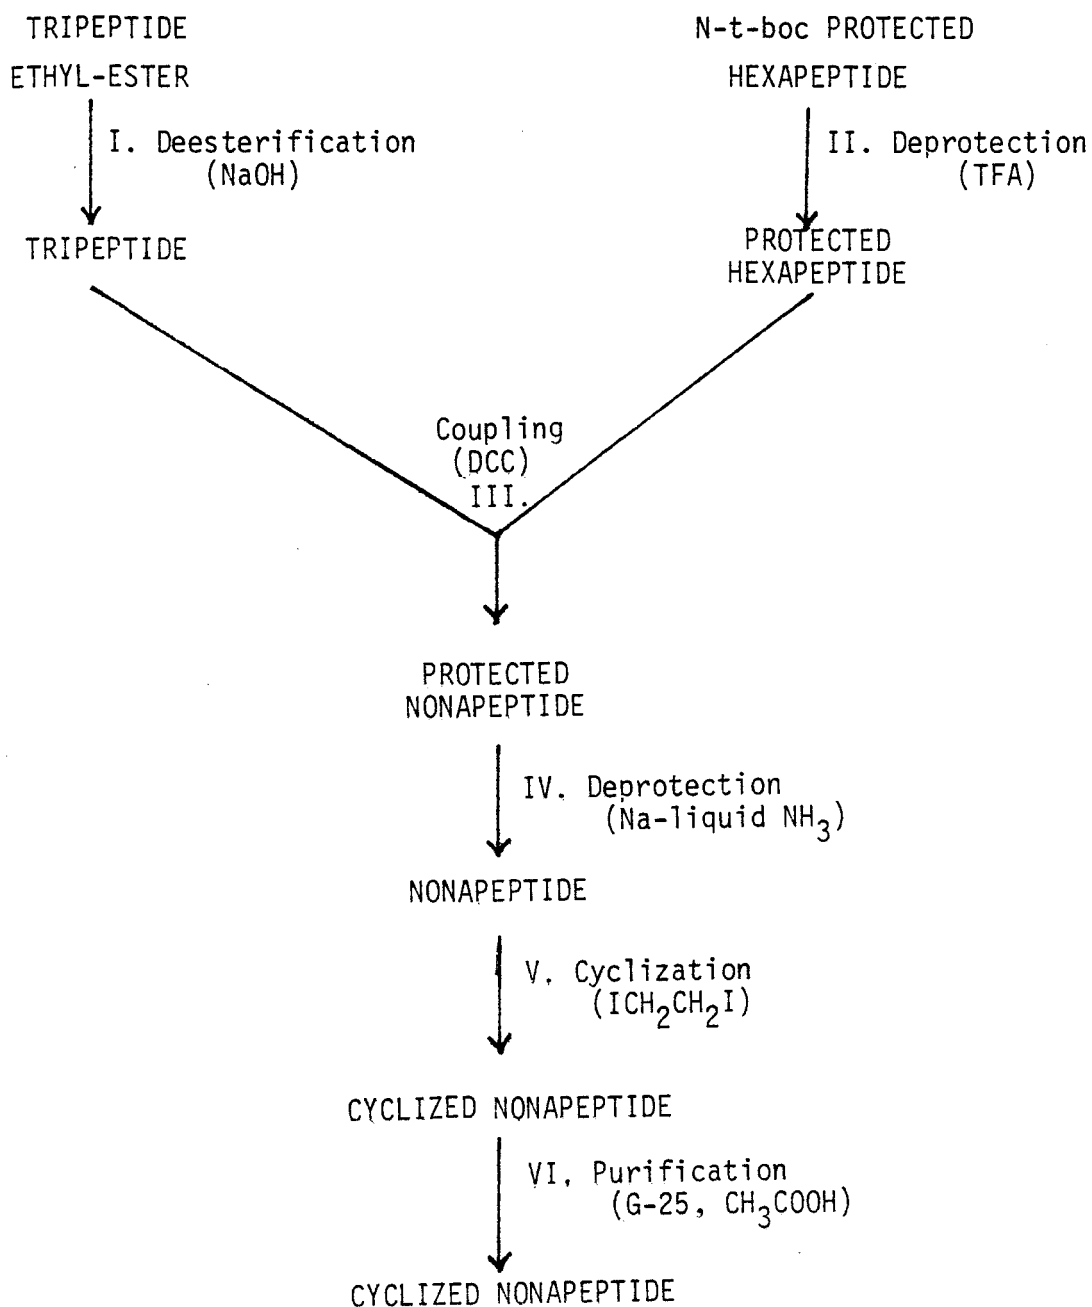 TRIPEPTIDE
ETHYL-ESTER
I. Deesterification
(NaOH)
TRIPEPTIDE
N-t-boc PROTECTED
HEXAPEPTIDE
II. Deprotection
(TFA)
PROTECTED
HEXAPEPTIDE
Coupling
(DCC)
III.
PROTECTED
NONAPEPTIDE
IV. Deprotection
(Na-liquid NH3)
NONAPEPTIDE
V. Cyclization
(ICH2CH2I)
CYCLIZED NONAPEPTIDE
VI. Purification
(G-25, CH3COOH)
CYCLIZED NONAPEPTIDE